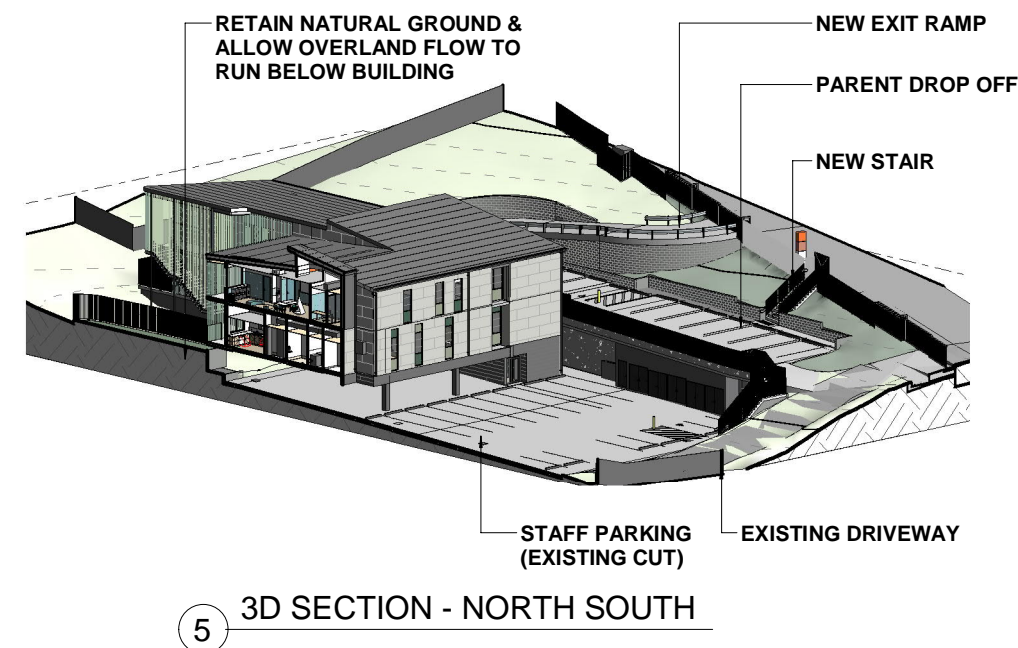 RETAIN NATURAL GROUND &
ALLOW OVERLAND FLOW TO
RUN BELOW BUILDING
NEW EXIT RAMP
PARENT DROP OFF
NEW STAIR
STAFF PARKING
(EXISTING CUT)
EXISTING DRIVEWAY
5
3D SECTION - NORTH SOUTH